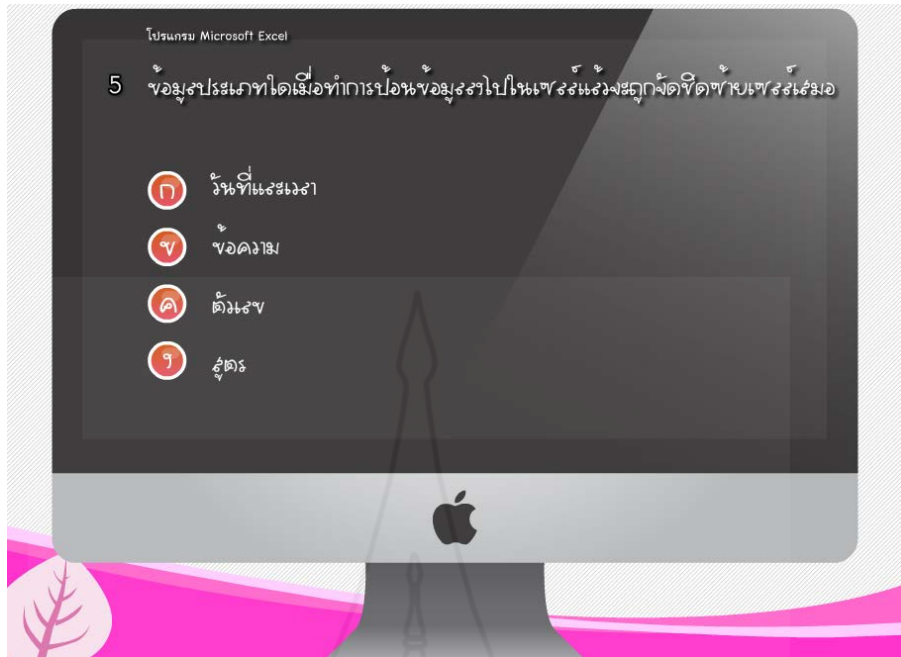 โปรแกรม Microsoft Excel
5 ข้อมูลประเภทใดเมื่อทำการป้อนข้อมูลลงไปในเซลล์แล้วจะถูกจัดชิดซ้ายเซลล์เสมอ
ก วันที่และเวลา
ข ข้อความ
ค ตัวเลข
ง สูตร